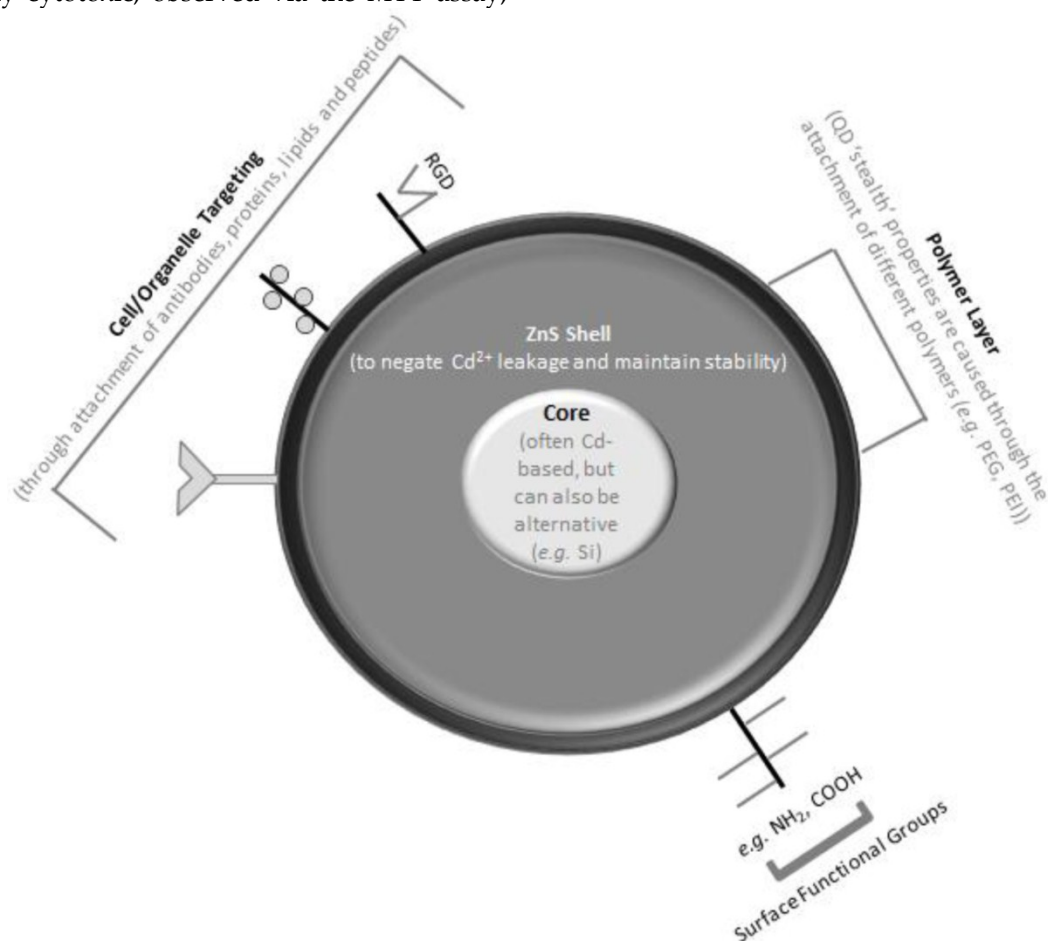 Cell/Organelle Targeting
(through attachment of antibodies, proteins, lipids and peptides)
RGD
Polymer Layer
(QD ‘stealth’ properties are caused through the
attachment of different polymers (e.g. PEG, PEI))
ZnS Shell
(to negate Cd²⁺ leakage and maintain stability)
Core
(often Cd-
based, but
can also be
alternative
(e.g. Si)
e.g. NH₂, COOH
Surface Functional Groups